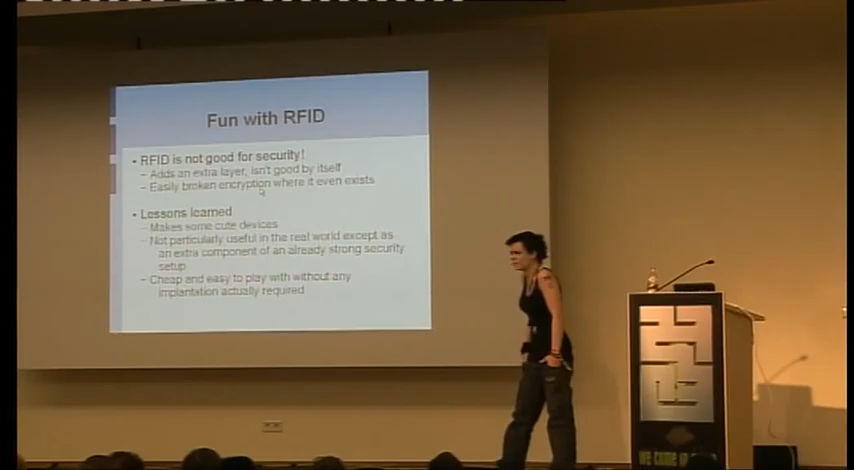 Fun with RFID
• RFID is not good for security!
– Adds an extra layer, isn't good by itself
– Easily broken encryption where it even exists
• Lessons learned
– Makes some cute devices
– Not particularly useful in the real world except as
an extra component of an already strong security
setup
– Cheap and easy to play with without any
implantation actually required
we come in